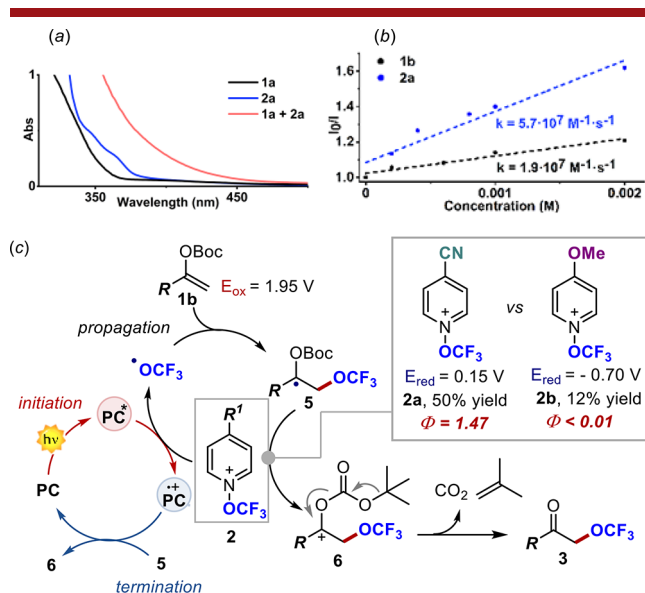 (a)
1
Abs
0
350
450
Wavelength (nm)
1a
2a
1a + 2a
(b)
I0/I
1.6
1.4
1.2
1.0
0
0.001
0.002
Concentration (M)
1b
2a
k = 5.7·10⁷ M⁻¹·s⁻¹
k = 1.9·10⁷ M⁻¹·s⁻¹
(c)
OBoc
R
1b
Eox = 1.95 V
propagation
•OCF3
OBoc
R
OCF3
5
initiation
hν
PC*
PC
•+
PC
6
5
termination
R¹
+
N
OCF3
2
O
O
O
R
+
OCF3
6
CO2
O
R
OCF3
3
CN
+
N
OCF3
Ered = 0.15 V
2a, 50% yield
Φ = 1.47
vs
OMe
+
N
OCF3
Ered = - 0.70 V
2b, 12% yield
Φ < 0.01